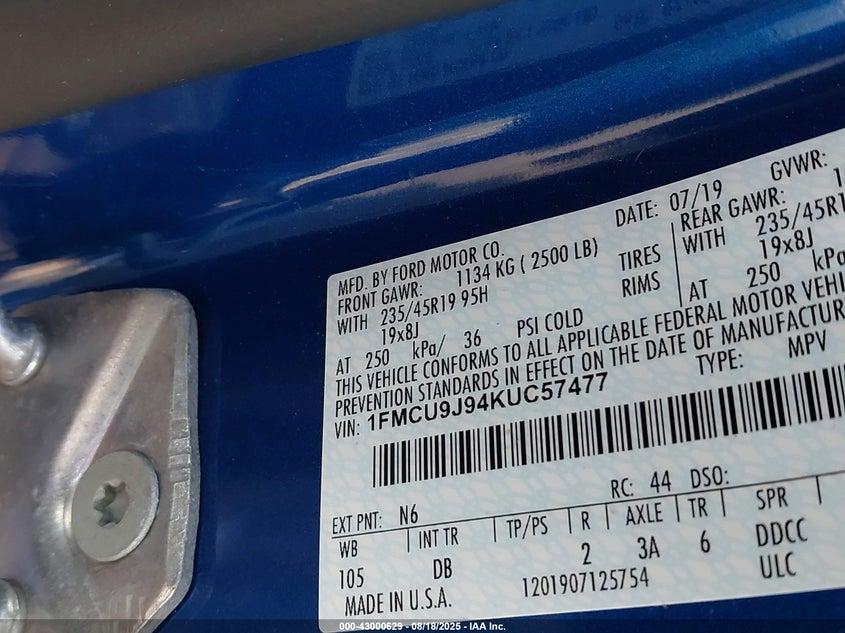 DATE: 07/19 GVWR:
MFD. BY FORD MOTOR CO.
FRONT GAWR: 1134 KG ( 2500 LB) REAR GAWR:
WITH 235/45R19 95H TIRES WITH 235/45R1
19x8J RIMS 19x8J
AT 250 kPa/ 36 PSI COLD AT 250 kPa
THIS VEHICLE CONFORMS TO ALL APPLICABLE FEDERAL MOTOR VEHI
PREVENTION STANDARDS IN EFFECT ON THE DATE OF MANUFACTUR
VIN: 1FMCU9J94KUC57477 TYPE: MPV
EXT PNT: N6 RC: 44 DSO:
WB INT TR TP/PS R AXLE TR SPR
105 DB 2 3A 6 DDCC
MADE IN U.S.A. 1201907125754 ULC
000-43000629 - 08/18/2025 - IAA Inc.